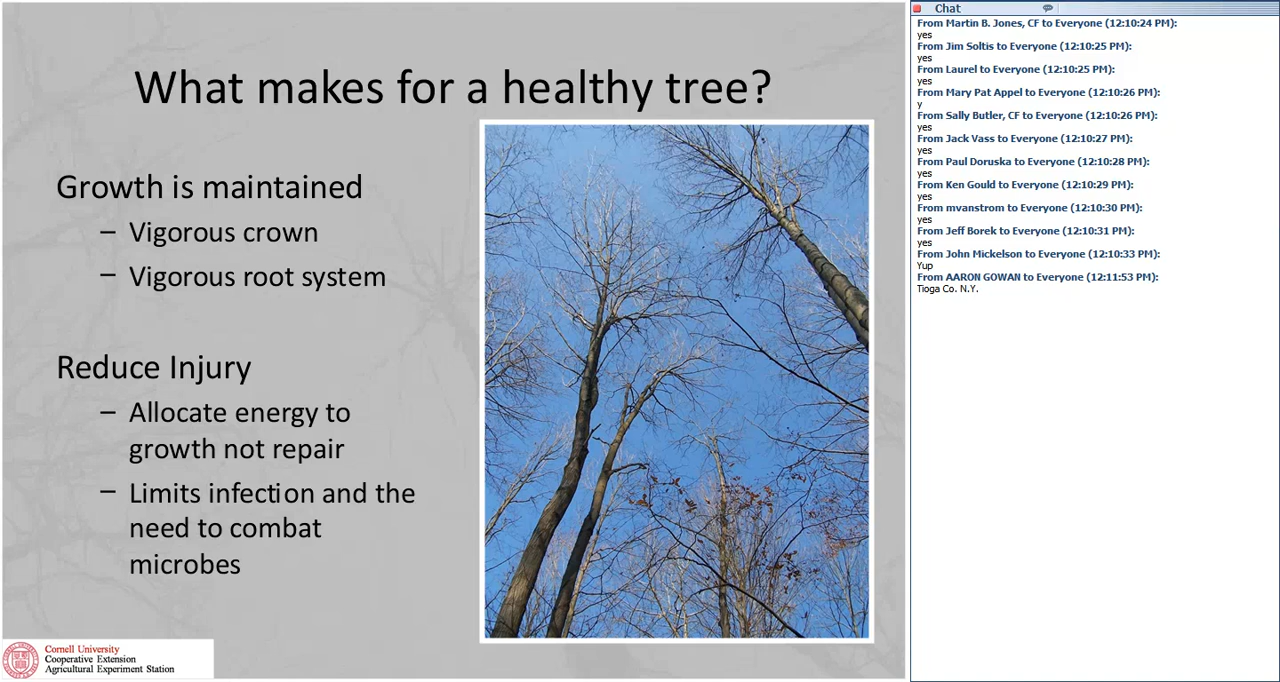 What makes for a healthy tree?
Growth is maintained
– Vigorous crown
– Vigorous root system
Reduce Injury
– Allocate energy to
growth not repair
– Limits infection and the
need to combat
microbes
Cornell University
Cooperative Extension
Agricultural Experiment Station
Chat
From Martin B. Jones, CF to Everyone (12:10:24 PM):
yes
From Jim Soltis to Everyone (12:10:25 PM):
yes
From Laurel to Everyone (12:10:25 PM):
yes
From Mary Pat Appel to Everyone (12:10:26 PM):
y
From Sally Butler, CF to Everyone (12:10:26 PM):
yes
From Jack Vass to Everyone (12:10:27 PM):
yes
From Paul Doruska to Everyone (12:10:28 PM):
yes
From Ken Gould to Everyone (12:10:29 PM):
yes
From mvanstrom to Everyone (12:10:30 PM):
yes
From Jeff Borek to Everyone (12:10:31 PM):
yes
From John Mickelson to Everyone (12:10:33 PM):
Yup
From AARON GOWAN to Everyone (12:11:53 PM):
Tioga Co. N.Y.